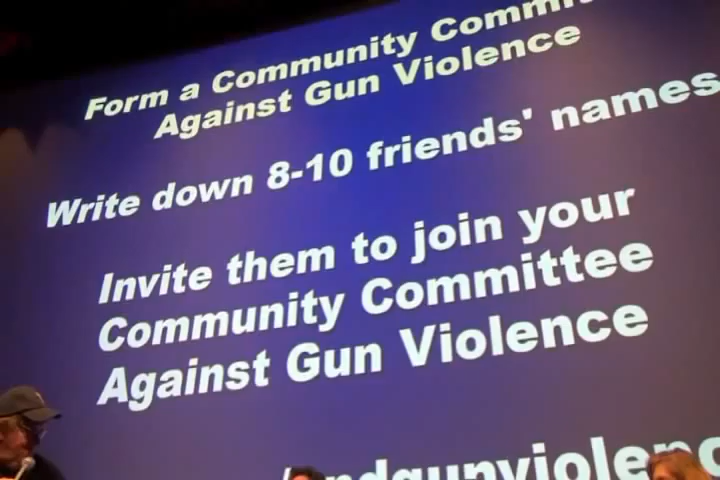 Form a Community
Against Gun Violence
Write down 8-10 friends' names
Invite them to join your
Community Committee
Against Gun Violence